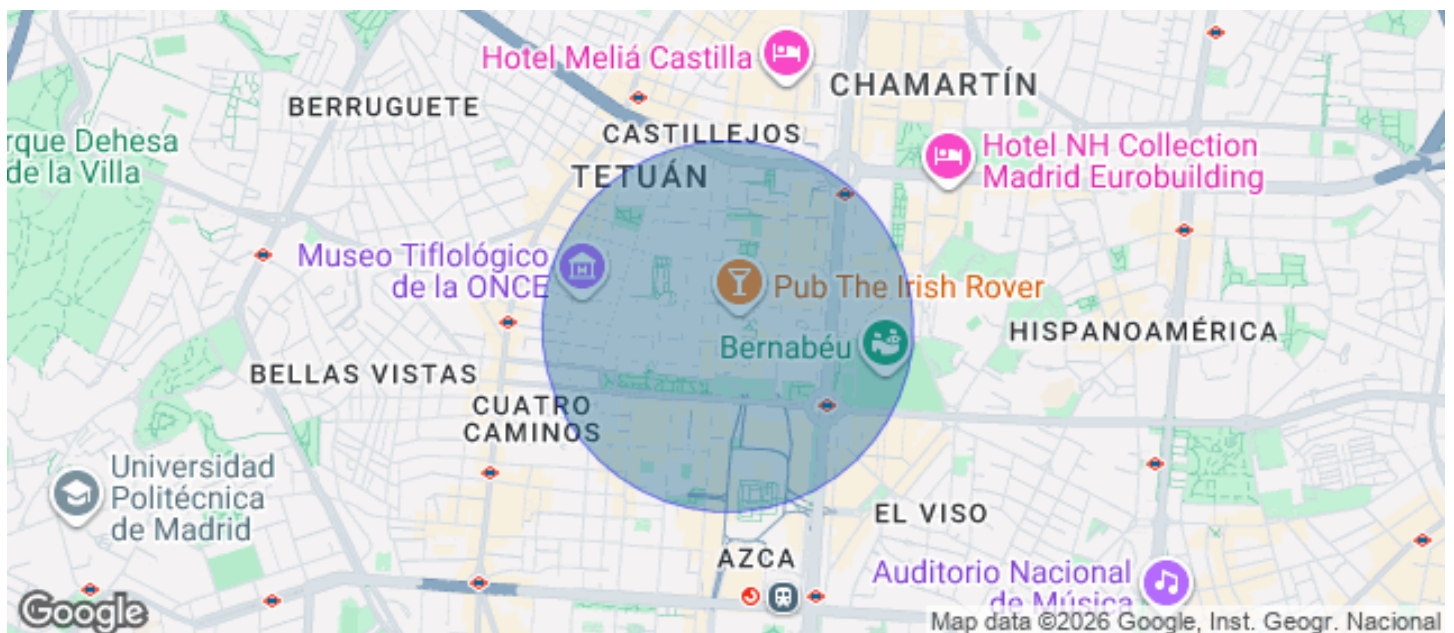 Hotel Meliá Castilla
CHAMARTÍN
BERRUGUETE
CASTILLEJOS
rque Dehesa
de la Villa
Hotel NH Collection
Madrid Eurobuilding
TETUÁN
Museo Tiflológico
de la ONCE
Pub The Irish Rover
Bernabéu
HISPANOAMÉRICA
BELLAS VISTAS
CUATRO
CAMINOS
Universidad
Politécnica
de Madrid
EL VISO
AZCA
Auditorio Nacional
de Música
Google
Map data ©2026 Google, Inst. Geogr. Nacional